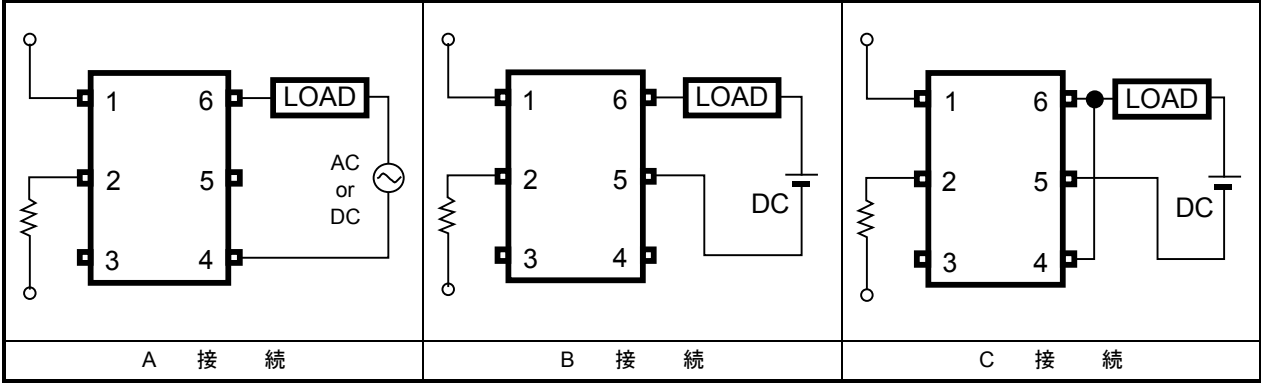 1 6 LOAD
2 5 AC
or
DC
3 4
A 接 続
1 6 LOAD
2 5 DC
3 4
B 接 続
1 6 LOAD
2 5 DC
3 4
C 接 続